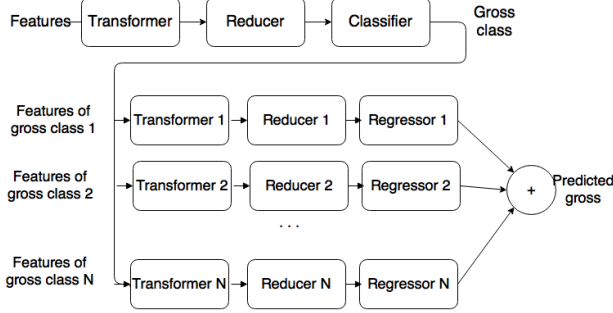 Features
Transformer
Reducer
Classifier
Gross
class
Features of
gross class 1
Transformer 1
Reducer 1
Regressor 1
Features of
gross class 2
Transformer 2
Reducer 2
Regressor 2
+
Predicted
gross
. . .
Features of
gross class N
Transformer N
Reducer N
Regressor N